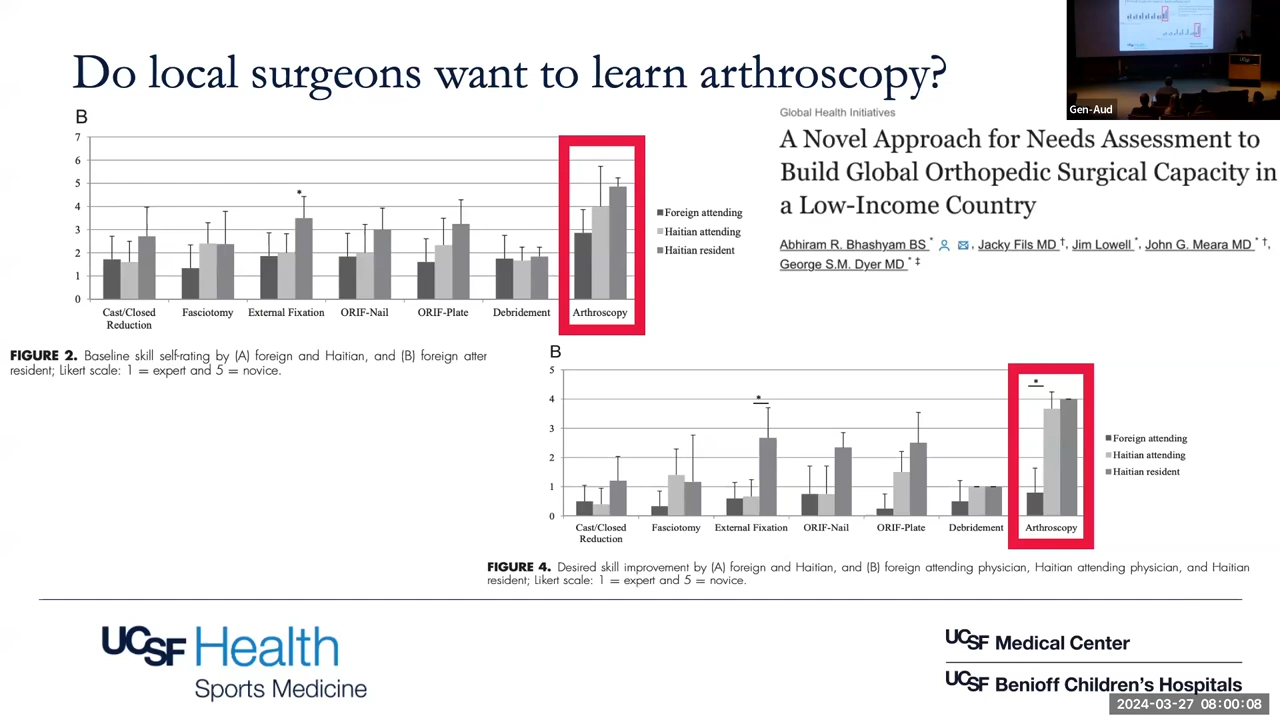 Do local surgeons want to learn arthroscopy?
Gen-Aud
UCSF
B
7
6
5
4
3
2
1
0
*
Cast/Closed Reduction
Fasciotomy
External Fixation
ORIF-Nail
ORIF-Plate
Debridement
Arthroscopy
Foreign attending
Haitian attending
Haitian resident
FIGURE 2. Baseline skill self-rating by (A) foreign and Haitian, and (B) foreign atter
resident; Likert scale: 1 = expert and 5 = novice.
Global Health Initiatives
A Novel Approach for Needs Assessment to
Build Global Orthopedic Surgical Capacity in
a Low-Income Country
Abhiram R. Bhashyam BS *, Jacky Fils MD †, Jim Lowell *, John G. Meara MD * †,
George S.M. Dyer MD * ‡
B
5
4
3
2
1
0
*
*
Cast/Closed Reduction
Fasciotomy
External Fixation
ORIF-Nail
ORIF-Plate
Debridement
Arthroscopy
Foreign attending
Haitian attending
Haitian resident
FIGURE 4. Desired skill improvement by (A) foreign and Haitian, and (B) foreign attending physician, Haitian attending physician, and Haitian
resident; Likert scale: 1 = expert and 5 = novice.
UCSF Health
Sports Medicine
UCSF Medical Center
UCSF Benioff Children's Hospitals
2024-03-27 08:00:08